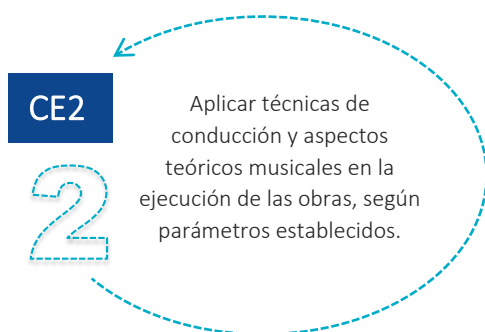 CE2
2
Aplicar técnicas de
conducción y aspectos
teóricos musicales en la
ejecución de las obras, según
parámetros establecidos.